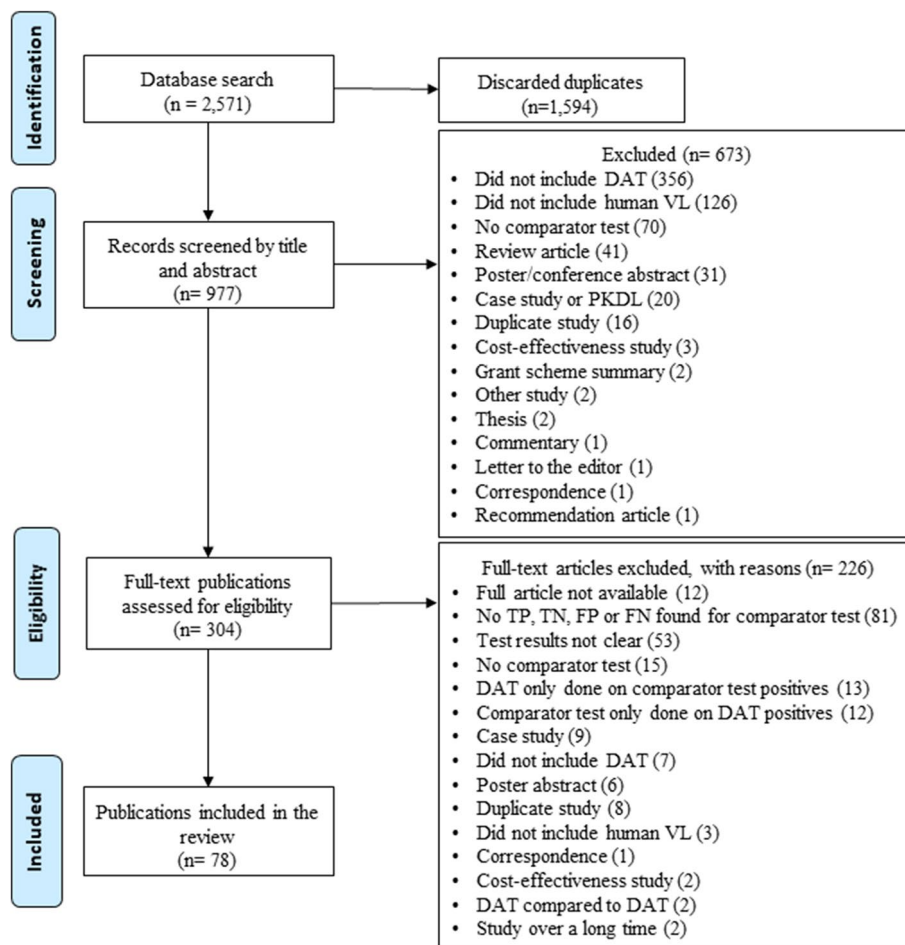 Identification
Database search
(n = 2,571)
Discarded duplicates
(n=1,594)
Screening
Records screened by title
and abstract
(n= 977)
Excluded (n= 673)
• Did not include DAT (356)
• Did not include human VL (126)
• No comparator test (70)
• Review article (41)
• Poster/conference abstract (31)
• Case study or PKDL (20)
• Duplicate study (16)
• Cost-effectiveness study (3)
• Grant scheme summary (2)
• Other study (2)
• Thesis (2)
• Commentary (1)
• Letter to the editor (1)
• Correspondence (1)
• Recommendation article (1)
Eligibility
Full-text publications
assessed for eligibility
(n= 304)
Full-text articles excluded, with reasons (n= 226)
• Full article not available (12)
• No TP, TN, FP or FN found for comparator test (81)
• Test results not clear (53)
• No comparator test (15)
• DAT only done on comparator test positives (13)
• Comparator test only done on DAT positives (12)
• Case study (9)
• Did not include DAT (7)
• Poster abstract (6)
• Duplicate study (8)
• Did not include human VL (3)
• Correspondence (1)
• Cost-effectiveness study (2)
• DAT compared to DAT (2)
• Study over a long time (2)
Included
Publications included in the
review
(n= 78)